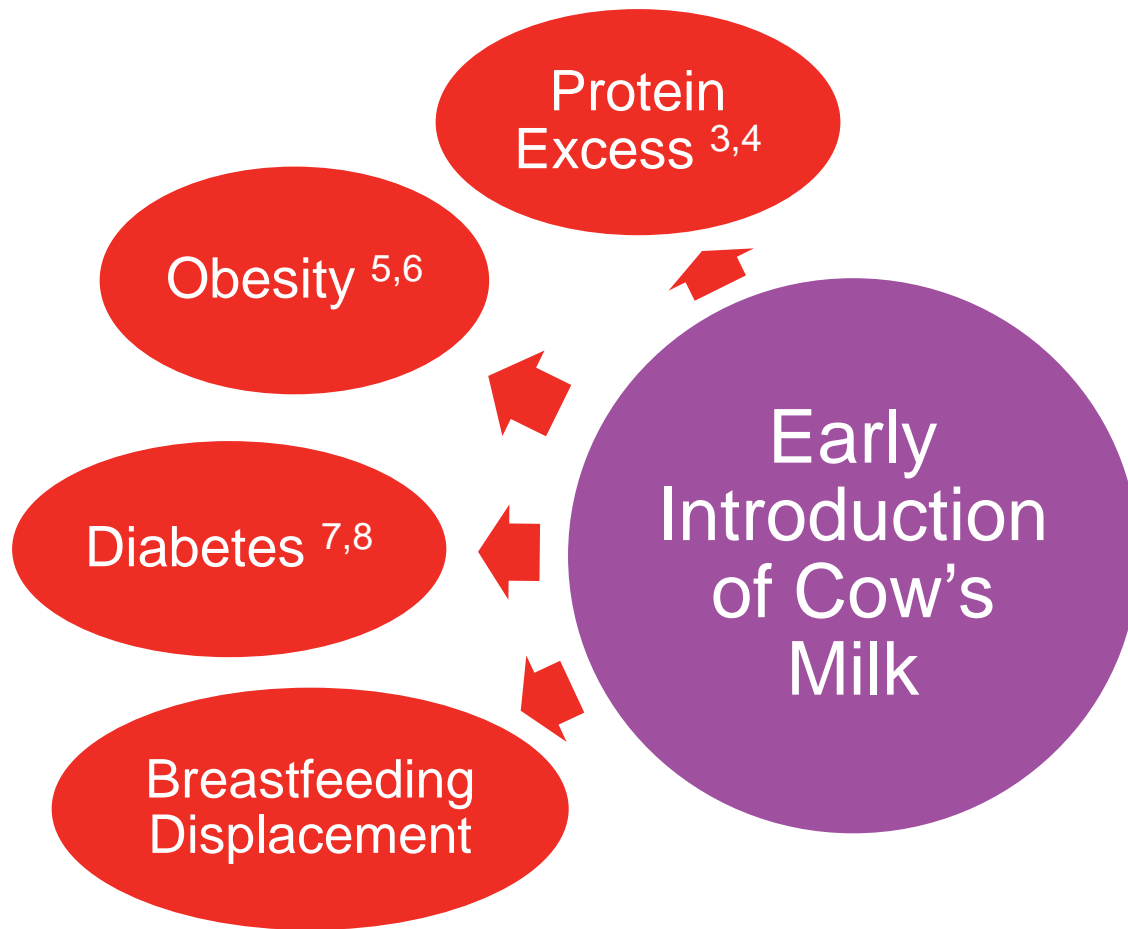 Protein
Excess 3,4
Obesity 5,6
Diabetes 7,8
Breastfeeding
Displacement
Early
Introduction
of Cow’s
Milk